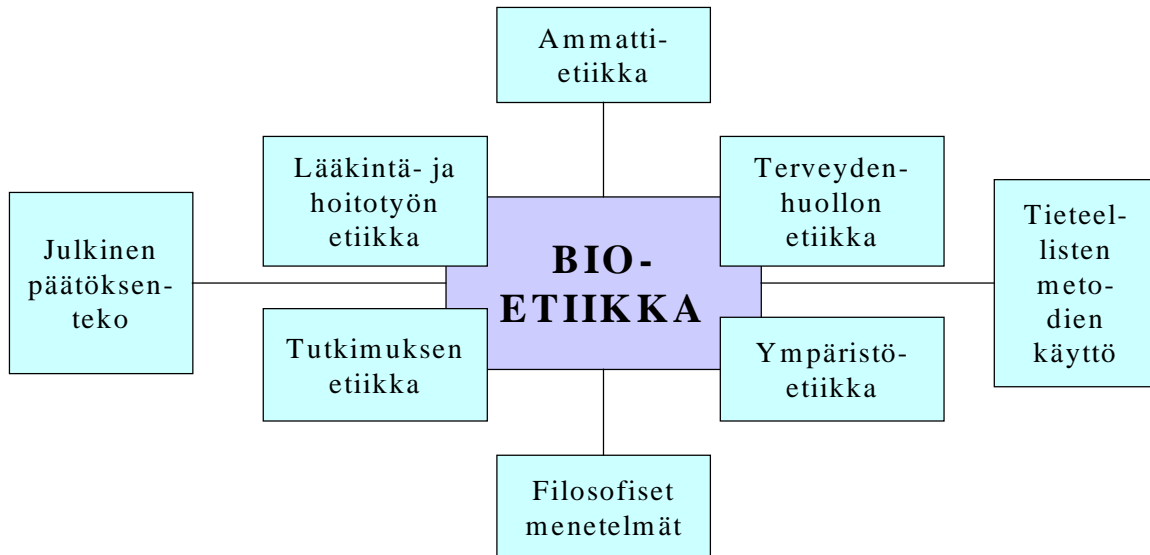 Ammatti-
etiikka
Lääkintä- ja
hoitotyön
etiikka
Terveyden-
huollon
etiikka
Julkinen
päätöksen-
teko
BIO-
ETIIKKA
Tieteel-
listen
meto-
dien
käyttö
Tutkimuksen
etiikka
Ympäristö-
etiikka
Filosofiset
menetelmät